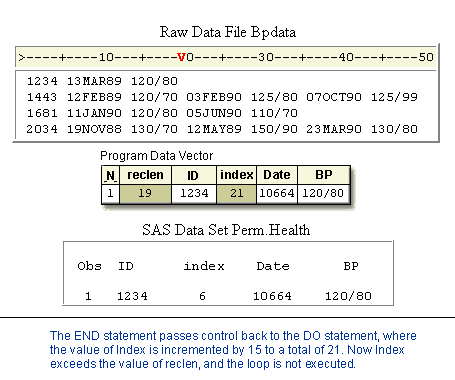 Raw Data File Bpdata
>----+----10---+----V0---+----30---+----40---+----50
1234 13MAR89 120/80
1443 12FEB89 120/70 03FEB90 125/80 07OCT90 125/99
1681 11JAN90 120/80 05JUN90 110/70
2034 19NOV88 130/70 12MAY89 150/90 23MAR90 130/80
Program Data Vector
_N_ reclen ID index Date BP
1 19 1234 21 10664 120/80
SAS Data Set Perm.Health
Obs ID index Date BP
1 1234 6 10664 120/80
The END statement passes control back to the DO statement, where
the value of Index is incremented by 15 to a total of 21. Now Index
exceeds the value of reclen, and the loop is not executed.